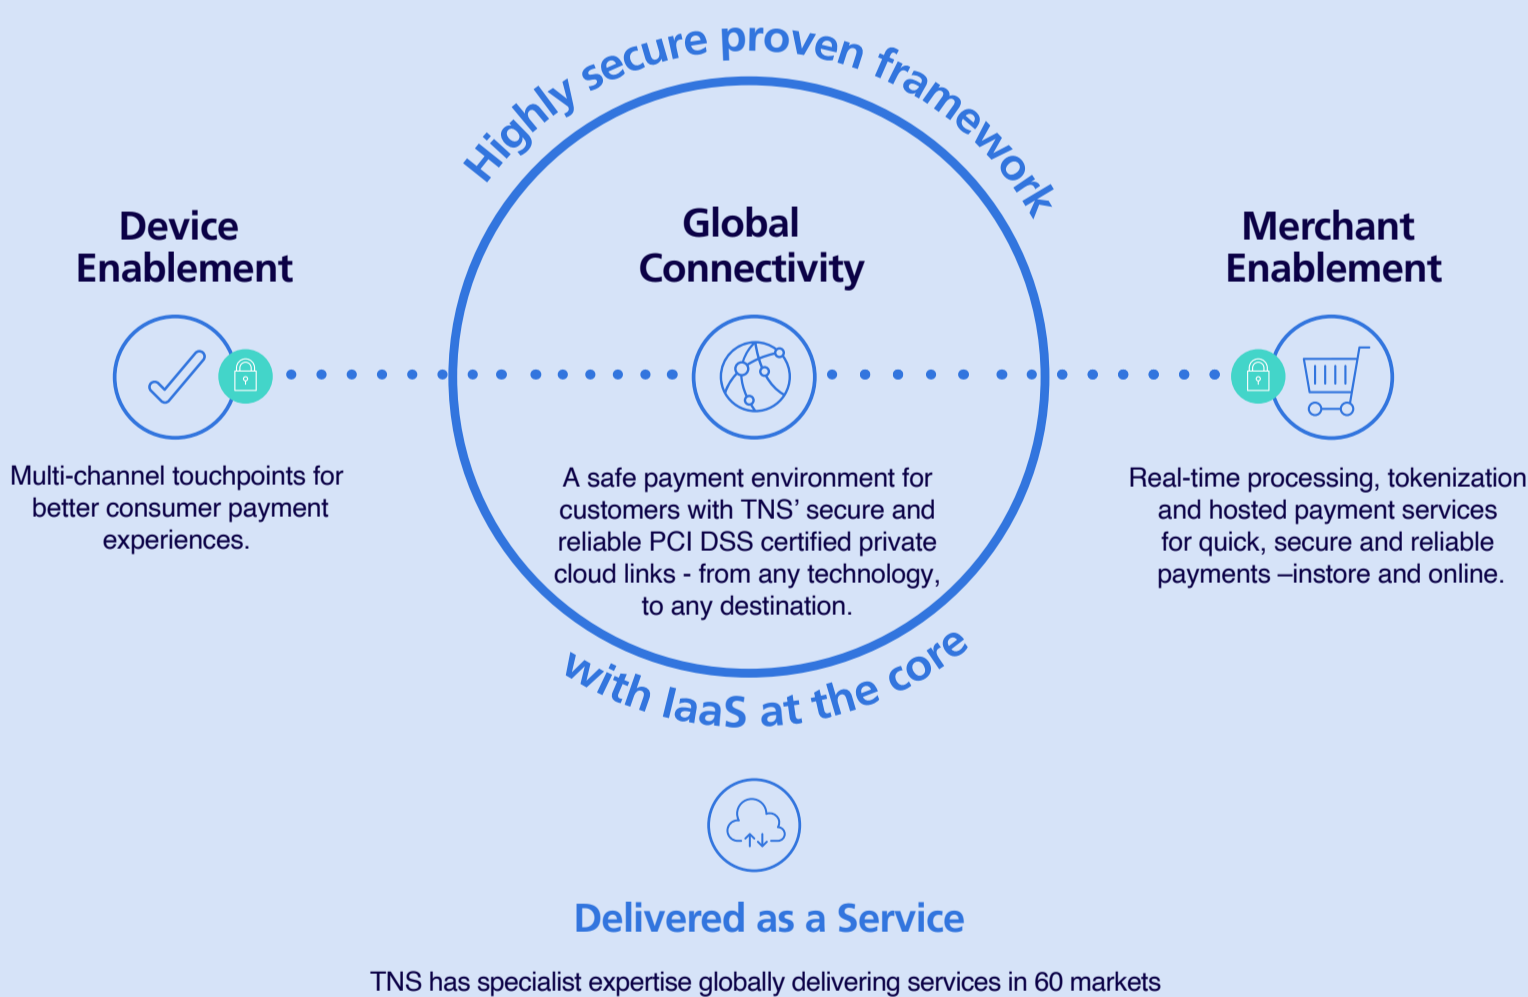 Highly secure proven framework
Device
Enablement
Multi-channel touchpoints for
better consumer payment
experiences.
Global
Connectivity
A safe payment environment for
customers with TNS’ secure and
reliable PCI DSS certified private
cloud links - from any technology,
to any destination.
Merchant
Enablement
Real-time processing, tokenization
and hosted payment services
for quick, secure and reliable
payments –instore and online.
with IaaS at the core
Delivered as a Service
TNS has specialist expertise globally delivering services in 60 markets